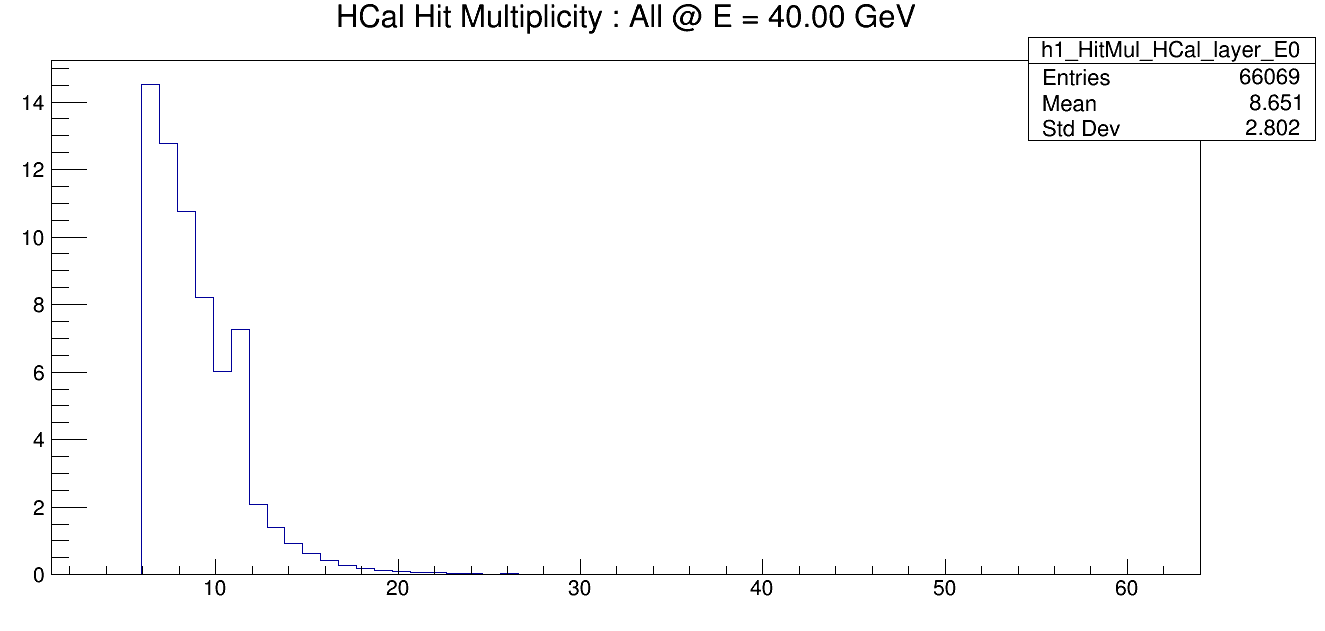 HCal Hit Multiplicity : All @ E = 40.00 GeV
h1_HitMul_HCal_layer_E0
Entries 66069
Mean 8.651
Std Dev 2.802
14
12
10
8
6
4
2
0
10 20 30 40 50 60